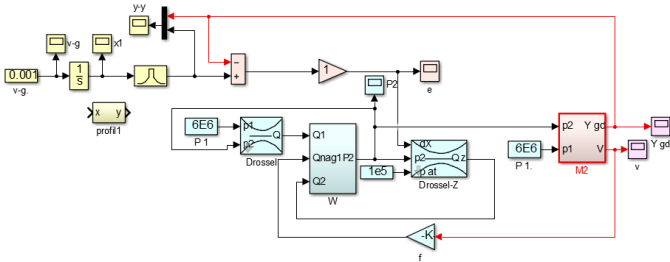 y-y
v-g
x1
0.001
v-g.
1
s
x y
profil1
−
+
1
e
P2
6E6
P 1
p1
p2
Q
Drossel
Q1
Qnag1 P2
Q2
W
1e5
dX
p2 Qz
p at
Drossel-Z
6E6
P 1.
p2 Y gd
p1 V
M2
Y gd
v
-K
f